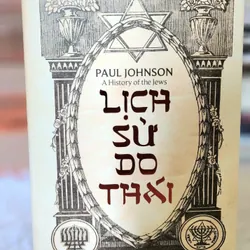 PAUL JOHNSON
A History of the Jews
LỊCH
SỬ
DO
THÁI